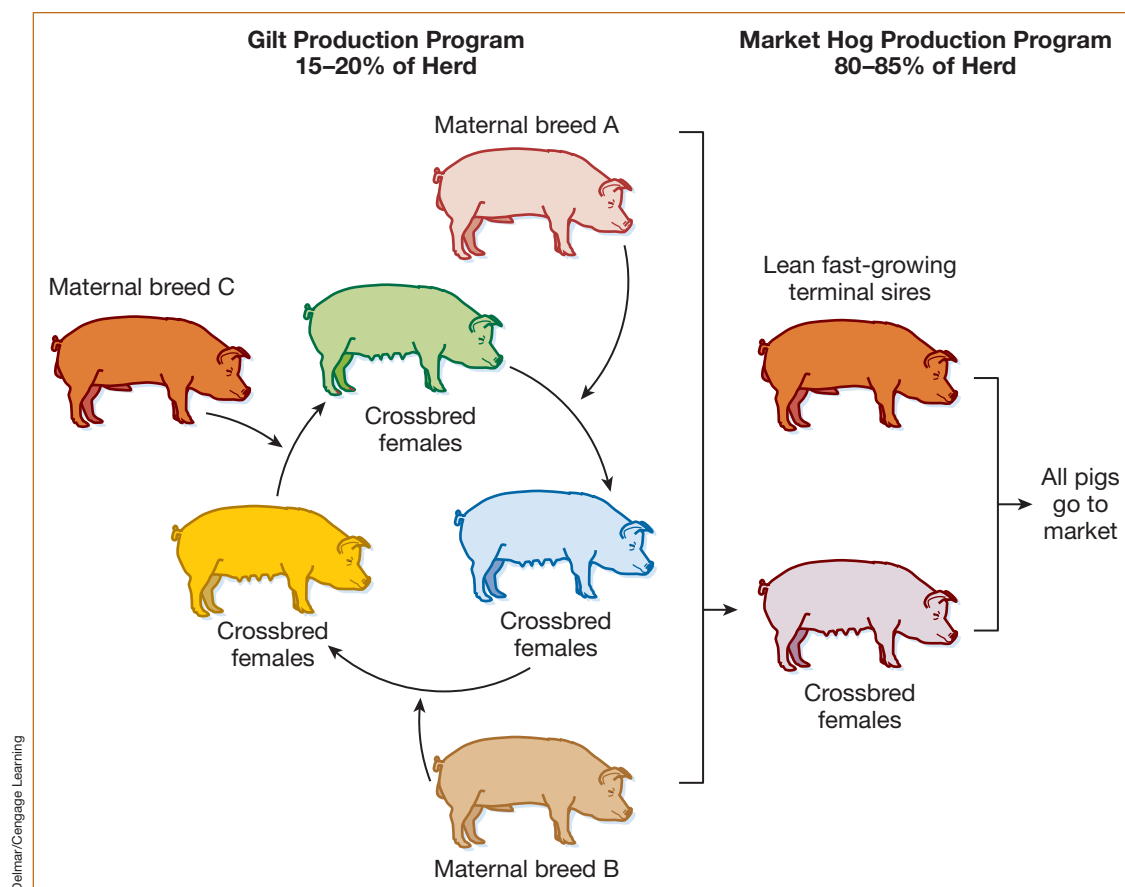 Gilt Production Program
15–20% of Herd
Market Hog Production Program
80–85% of Herd
Maternal breed A
Maternal breed C
Lean fast-growing
terminal sires
Crossbred
females
All pigs
go to
market
Crossbred
females
Crossbred
females
Crossbred
females
Maternal breed B
Delmar/Cengage Learning